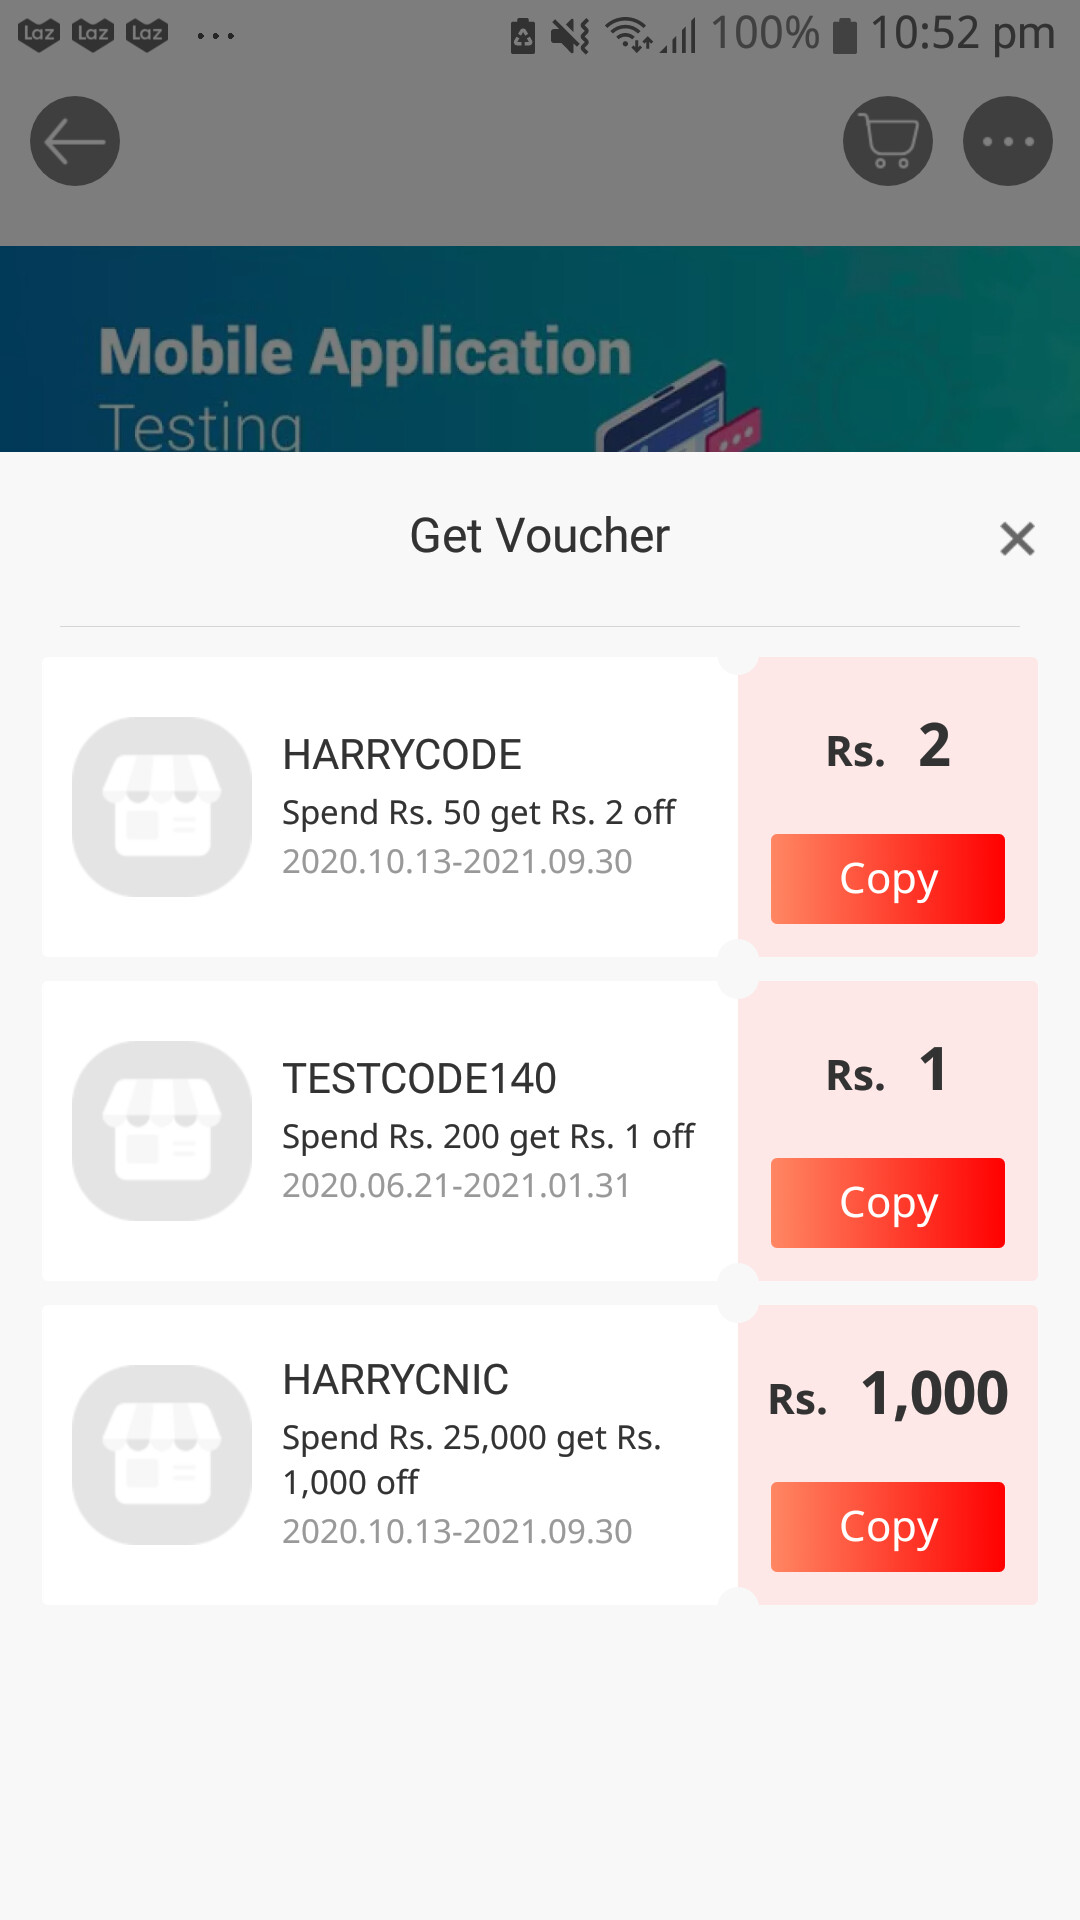 Laz Laz Laz ... 100% 10:52 pm
Mobile Application
Testing
Get Voucher
HARRYCODE
Spend Rs. 50 get Rs. 2 off
2020.10.13-2021.09.30
Rs. 2
Copy
TESTCODE140
Spend Rs. 200 get Rs. 1 off
2020.06.21-2021.01.31
Rs. 1
Copy
HARRYCNIC
Spend Rs. 25,000 get Rs.
1,000 off
2020.10.13-2021.09.30
Rs. 1,000
Copy